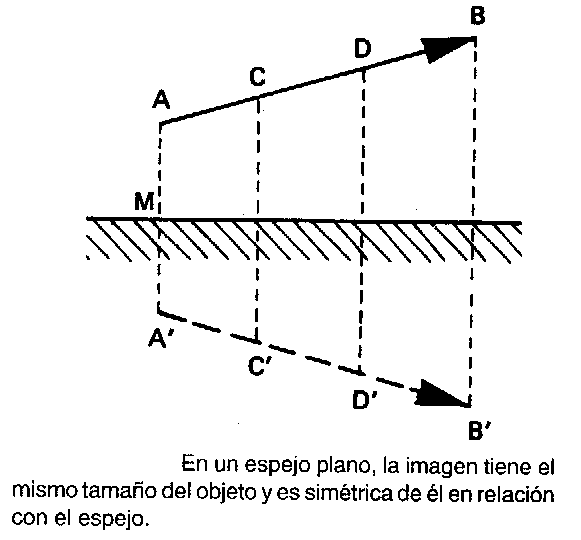 B
D
C
A
M
A'
C'
D'
B'
En un espejo plano, la imagen tiene el
mismo tamaño del objeto y es simétrica de él en relación
con el espejo.